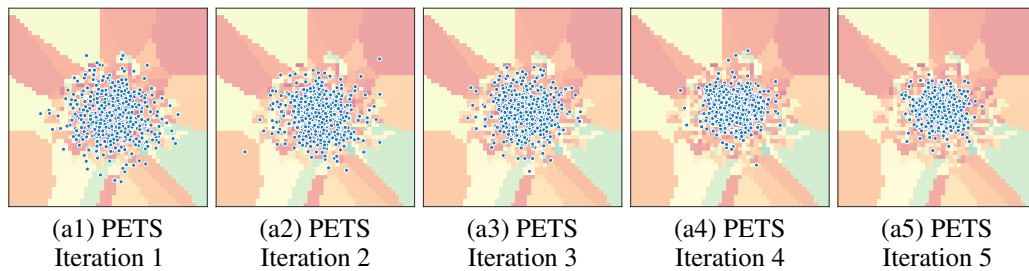 (a1) PETS
Iteration 1
(a2) PETS
Iteration 2
(a3) PETS
Iteration 3
(a4) PETS
Iteration 4
(a5) PETS
Iteration 5